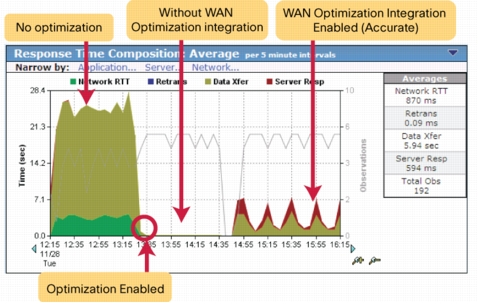 No optimization
Without WAN
Optimization integration
WAN Optimization Integration
Enabled (Accurate)
Response Time Composition: Average per 5 minute intervals
Narrow by: Application... Server... Network...
Network RTT Retrans Data Xfer Server Resp
28.4
21.3
14.2
7.1
0.0
Time (sec)
10
6
2
0
Observations
12:15 12:35 12:55 13:15 13:55 14:15 14:35 14:55 15:15 15:35 15:55 16:15
11/28
Tue
Averages
Network RTT
870 ms
Retrans
0.09 ms
Data Xfer
5.94 sec
Server Resp
594 ms
Total Obs
192
Optimization Enabled